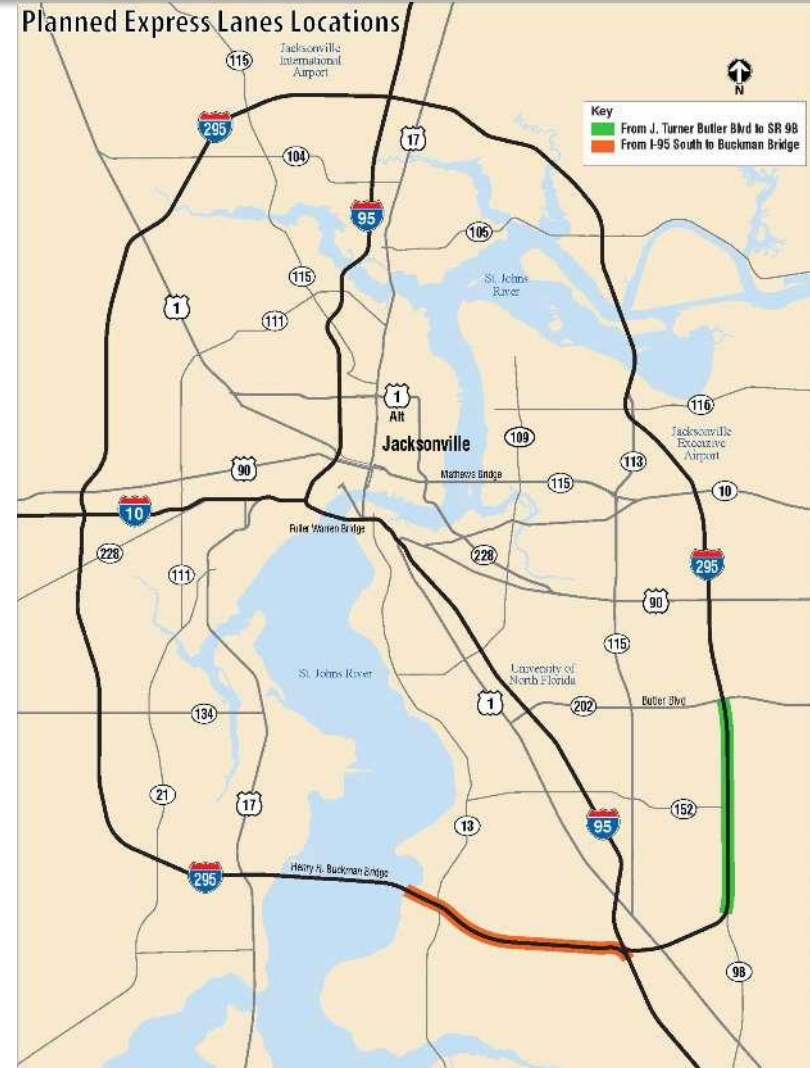 Planned Express Lanes Locations
Jacksonville
International
Airport
115
N
295
17
Key
From J. Turner Butler Blvd to SR 9B
From I-95 South to Buckman Bridge
104
95
105
115
St. Johns
River
1
111
1
Alt
116
Jacksonville
109
Jacksonville
Executive
Airport
90
113
Mathews Bridge
115
10
10
Fuller Warren Bridge
228
228
295
111
90
115
St. Johns River
University of
North Florida
1
202
Butler Blvd
134
21
17
152
13
95
295
Henry H. Buckman Bridge
9B